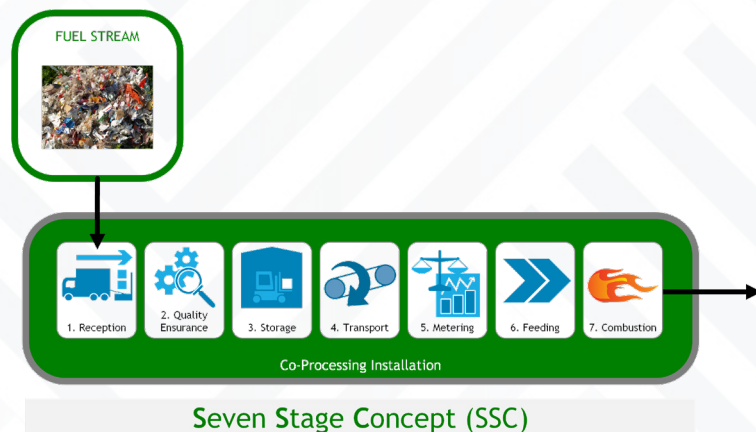 FUEL STREAM
1. Reception
2. Quality
Ensurance
3. Storage
4. Transport
5. Metering
6. Feeding
7. Combustion
Co-Processing Installation
Seven Stage Concept (SSC)